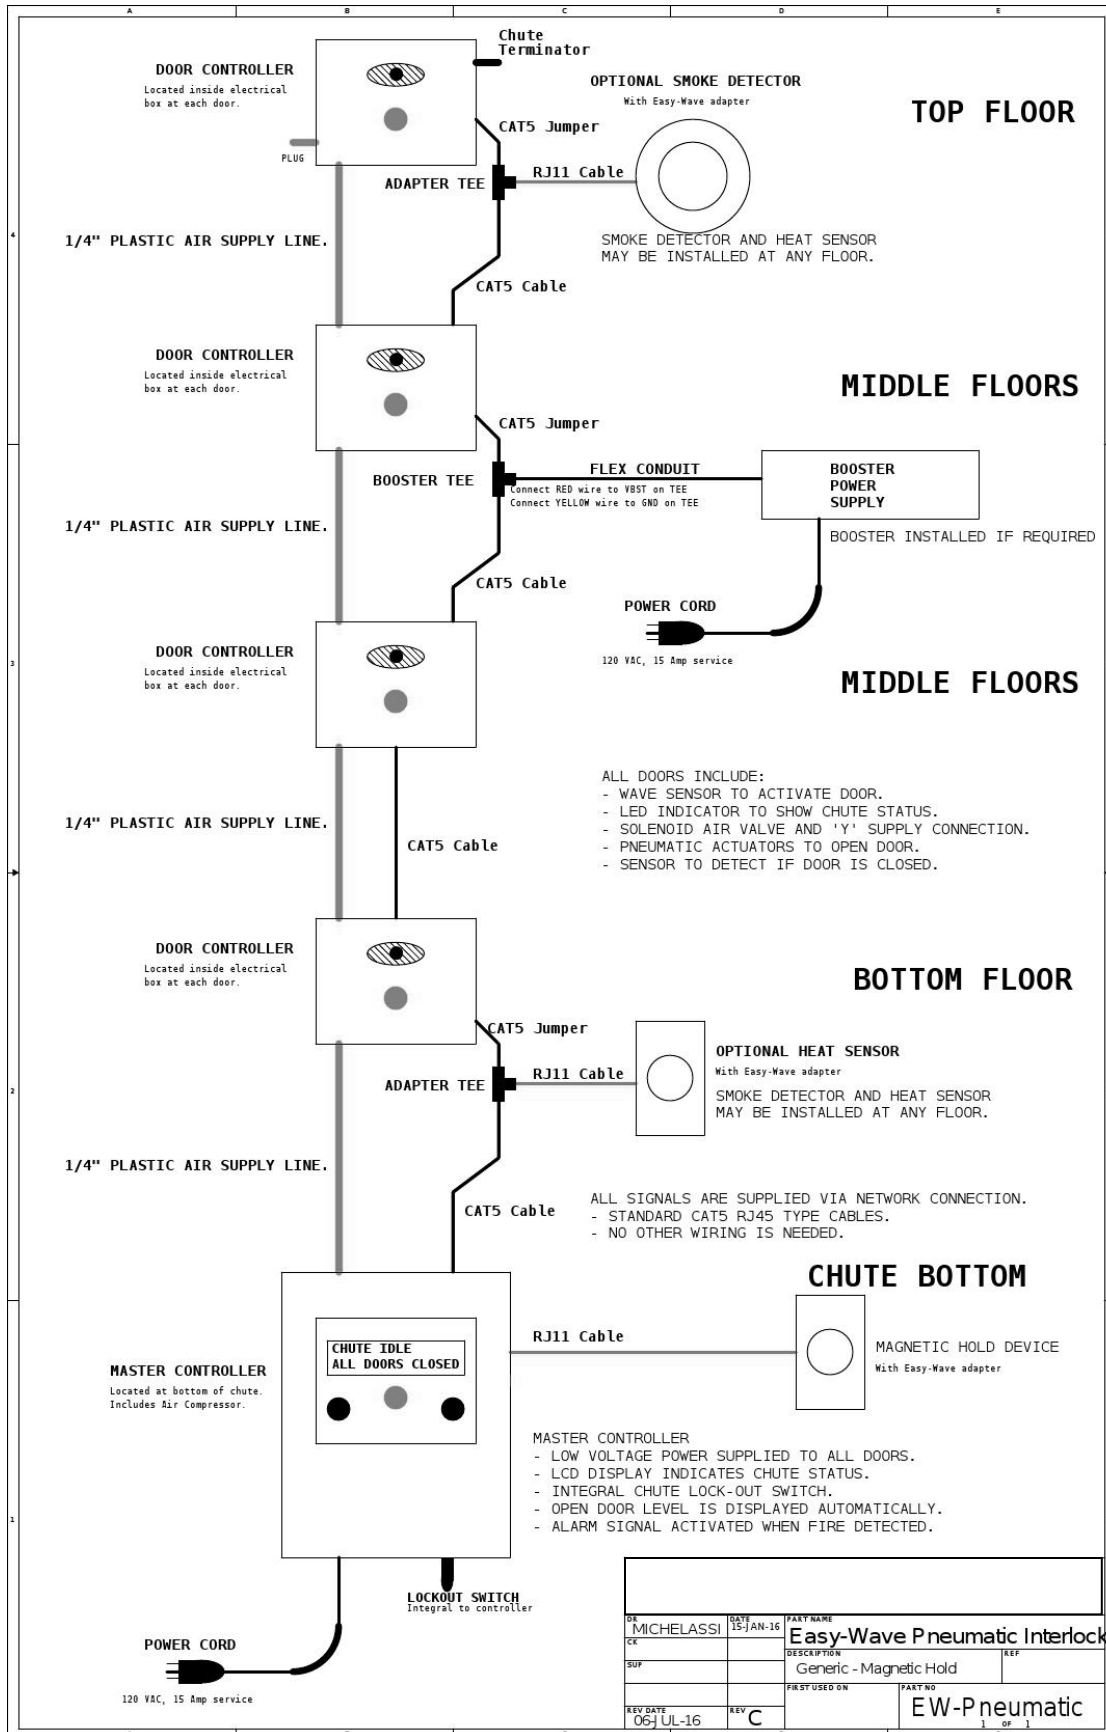 A B C D E
Chute
Terminator
DOOR CONTROLLER
Located inside electrical
box at each door.
OPTIONAL SMOKE DETECTOR
With Easy-Wave adapter
TOP FLOOR
CAT5 Jumper
PLUG
ADAPTER TEE
RJ11 Cable
4
1/4" PLASTIC AIR SUPPLY LINE.
SMOKE DETECTOR AND HEAT SENSOR
MAY BE INSTALLED AT ANY FLOOR.
CAT5 Cable
DOOR CONTROLLER
Located inside electrical
box at each door.
MIDDLE FLOORS
CAT5 Jumper
BOOSTER TEE
FLEX CONDUIT
Connect RED wire to VBST on TEE
Connect YELLOW wire to GND on TEE
BOOSTER
POWER
SUPPLY
1/4" PLASTIC AIR SUPPLY LINE.
BOOSTER INSTALLED IF REQUIRED
CAT5 Cable
POWER CORD
120 VAC, 15 Amp service
DOOR CONTROLLER
Located inside electrical
box at each door.
3
MIDDLE FLOORS
ALL DOORS INCLUDE:
- WAVE SENSOR TO ACTIVATE DOOR.
- LED INDICATOR TO SHOW CHUTE STATUS.
- SOLENOID AIR VALVE AND 'Y' SUPPLY CONNECTION.
- PNEUMATIC ACTUATORS TO OPEN DOOR.
- SENSOR TO DETECT IF DOOR IS CLOSED.
1/4" PLASTIC AIR SUPPLY LINE.
CAT5 Cable
DOOR CONTROLLER
Located inside electrical
box at each door.
BOTTOM FLOOR
CAT5 Jumper
ADAPTER TEE
RJ11 Cable
OPTIONAL HEAT SENSOR
With Easy-Wave adapter
SMOKE DETECTOR AND HEAT SENSOR
MAY BE INSTALLED AT ANY FLOOR.
2
1/4" PLASTIC AIR SUPPLY LINE.
CAT5 Cable
ALL SIGNALS ARE SUPPLIED VIA NETWORK CONNECTION.
- STANDARD CAT5 RJ45 TYPE CABLES.
- NO OTHER WIRING IS NEEDED.
CHUTE BOTTOM
RJ11 Cable
CHUTE IDLE
ALL DOORS CLOSED
MAGNETIC HOLD DEVICE
With Easy-Wave adapter
MASTER CONTROLLER
Located at bottom of chute.
Includes Air Compressor.
MASTER CONTROLLER
- LOW VOLTAGE POWER SUPPLIED TO ALL DOORS.
- LCD DISPLAY INDICATES CHUTE STATUS.
- INTEGRAL CHUTE LOCK-OUT SWITCH.
- OPEN DOOR LEVEL IS DISPLAYED AUTOMATICALLY.
- ALARM SIGNAL ACTIVATED WHEN FIRE DETECTED.
1
LOCKOUT SWITCH
Integral to controller
POWER CORD
120 VAC, 15 Amp service
DR MICHELASSI DATE 15-JAN-16
PART NAME
Easy-Wave Pneumatic Interlock
CK
SUP
DESCRIPTION REF
Generic - Magnetic Hold
FIRST USED ON
PART NO
EW-Pneumatic
REV DATE 06-JUL-16 REV C
1 OF 1